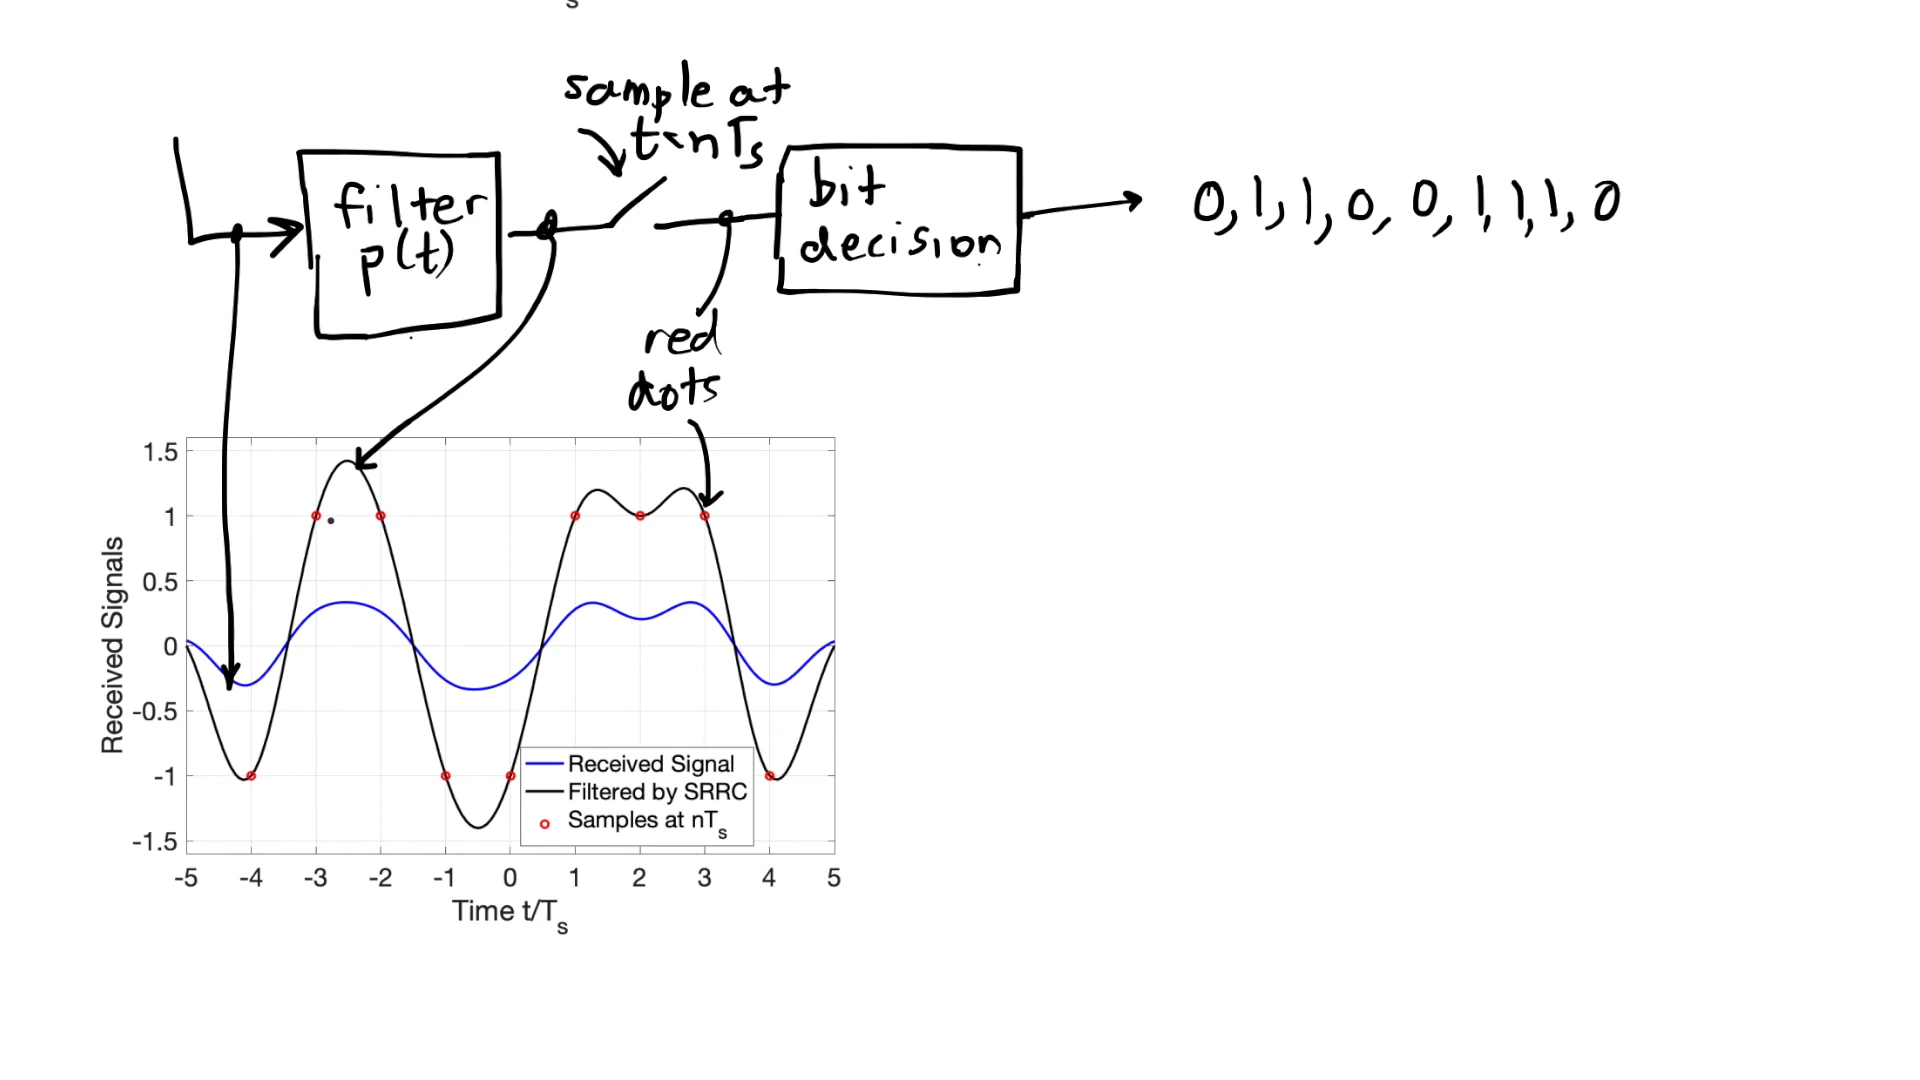 s
sample at
t=nTs
filter
p(t)
bit
decision
0, 1, 1, 0, 0, 1, 1, 1, 0
red
dots
Received Signals
1.5
1
0.5
0
-0.5
-1
-1.5
Received Signal
Filtered by SRRC
Samples at nTs
-5 -4 -3 -2 -1 0 1 2 3 4 5
Time t/Ts